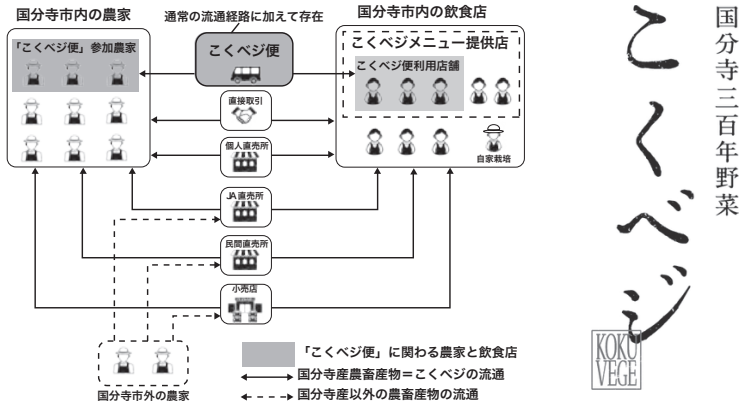 国分寺市内の農家
通常の流通経路に加えて存在
国分寺市内の飲食店
「こくベジ便」参加農家
こくベジ便
こくベジメニュー提供店
こくベジ便利用店舗
直接取引
個人直売所
自家栽培
JA直売所
民間直売所
小売店
国分寺市外の農家
「こくベジ便」に関わる農家と飲食店
国分寺産農畜産物＝こくベジの流通
国分寺産以外の農畜産物の流通
国分寺三百年野菜
こくベジ
KOKU
VEGE